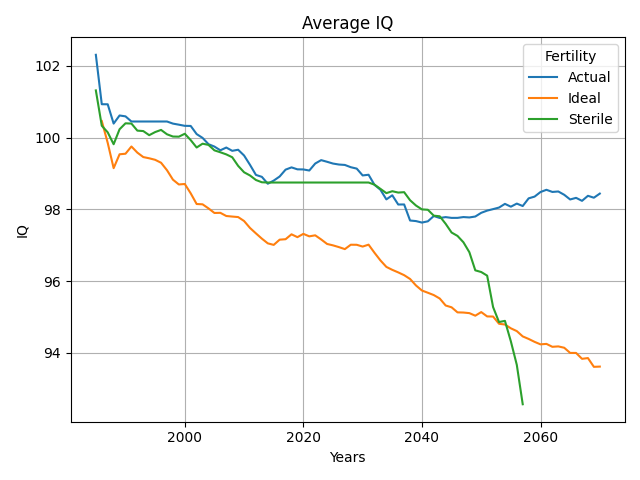 Average IQ
Fertility
Actual
Ideal
Sterile
102
100
98
96
94
IQ
2000
2020
2040
2060
Years